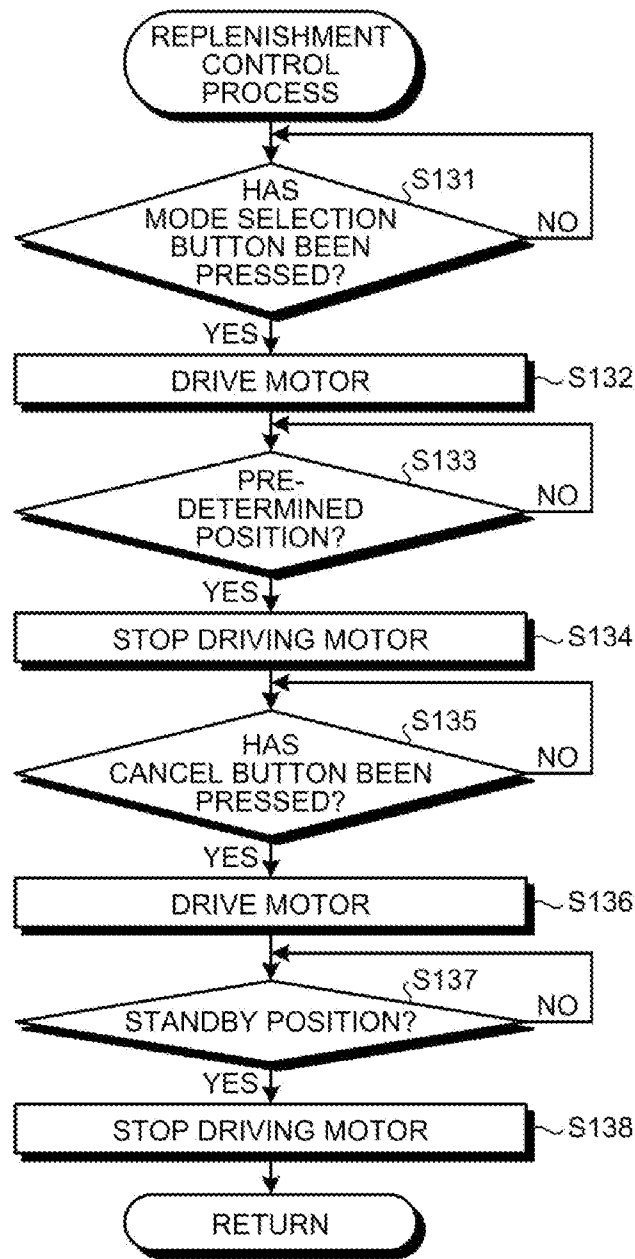 REPLENISHMENT
CONTROL
PROCESS
S131
HAS
MODE SELECTION
BUTTON BEEN
PRESSED?
NO
YES
DRIVE MOTOR
S132
S133
PRE-
DETERMINED
POSITION?
NO
YES
STOP DRIVING MOTOR
S134
S135
HAS
CANCEL BUTTON BEEN
PRESSED?
NO
YES
DRIVE MOTOR
S136
S137
STANDBY POSITION?
NO
YES
STOP DRIVING MOTOR
S138
RETURN